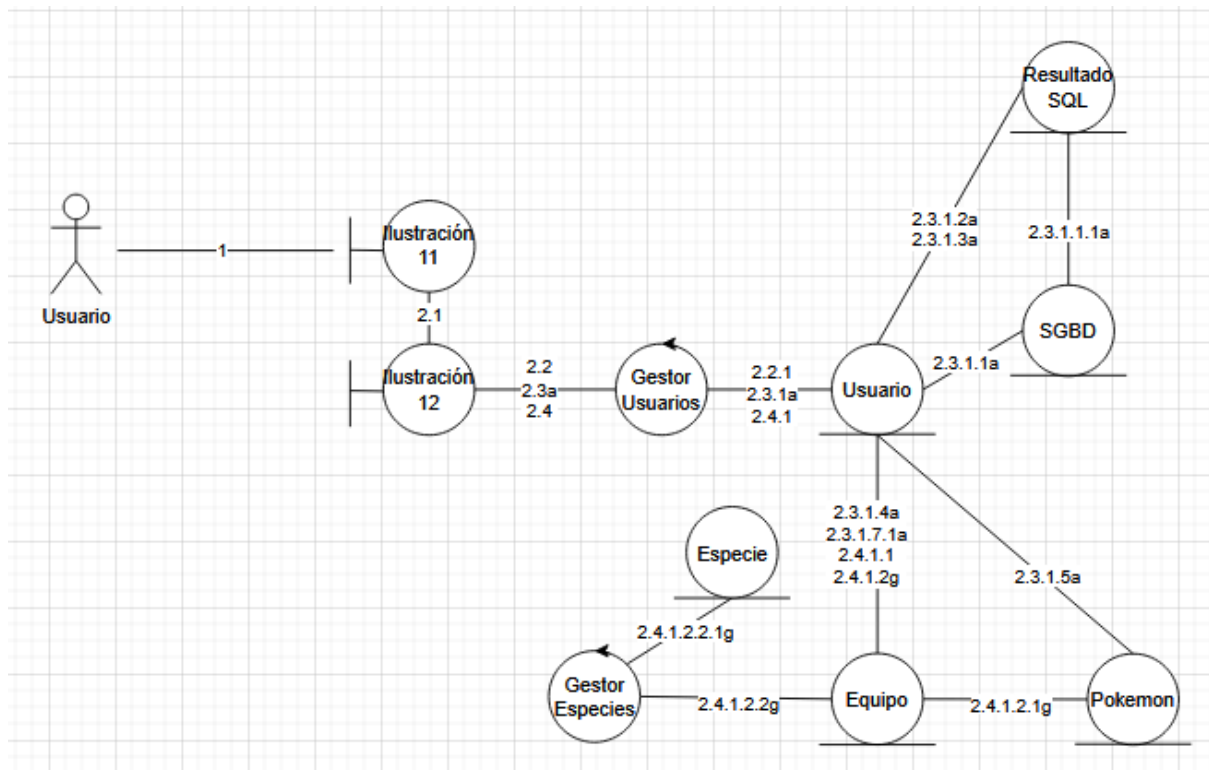 Resultado
SQL
2.3.1.2a
2.3.1.3a
2.3.1.1.1a
Ilustración
11
1
Usuario
2.1
SGBD
2.3.1.1a
Ilustración
12
2.2
2.3a
2.4
Gestor
Usuarios
2.2.1
2.3.1a
2.4.1
Usuario
2.3.1.4a
2.3.1.7.1a
2.4.1.1
2.4.1.2g
Especie
2.3.1.5a
2.4.1.2.2.1g
Gestor
Especies
2.4.1.2.2g
Equipo
2.4.1.2.1g
Pokemon